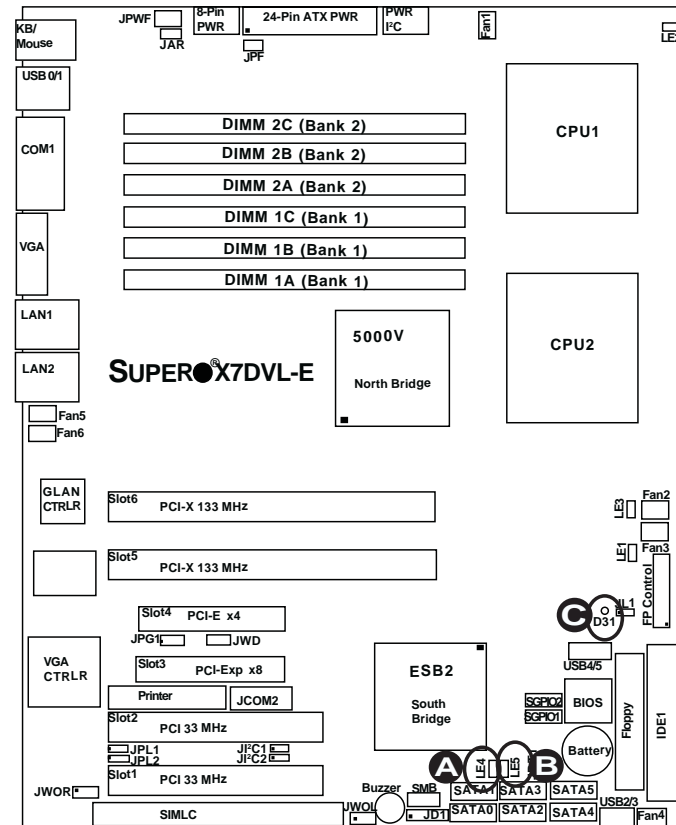 JPWF
8-Pin
PWR
24-Pin ATX PWR
PWR
I²C
Fan1
KB/
Mouse
JAR
JPF
USB 0/1
DIMM 2C (Bank 2)
CPU1
COM1
DIMM 2B (Bank 2)
DIMM 2A (Bank 2)
DIMM 1C (Bank 1)
VGA
DIMM 1B (Bank 1)
DIMM 1A (Bank 1)
LAN1
5000V
North Bridge
CPU2
LAN2
SUPER®X7DVL-E
Fan5
Fan6
GLAN
CTRLR
Slot6
PCI-X 133 MHz
LE3
Fan2
Slot5
PCI-X 133 MHz
LE1
Fan3
FP Control
Slot4
PCI-E x4
C
D31
JL1
JPG1
JWD
USB4/5
VGA
CTRLR
Slot3
PCI-Exp x8
ESB2
South
Bridge
Printer
JCOM2
SGPIO2
SGPIO1
BIOS
Floppy
IDE1
Slot2
PCI 33 MHz
JPL1
JPL2
JI²C1
JI²C2
Battery
A
LE4
LE5
B
Slot1
PCI 33 MHz
JWOR
Buzzer
SMB
SATA1
SATA3
SATA5
SIMLC
JWOL
JD1
SATA0
SATA2
SATA4
USB2/3
Fan4